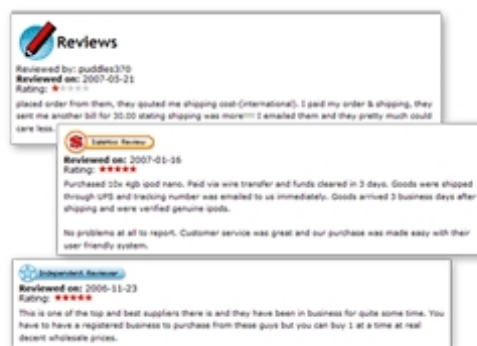 Reviews
Reviewed by: puddles370
Reviewed on: 2007-05-21
Rating:
placed order from them, they qouted me shipping cost-(international). I paid my order & shipping, they
sent me another bill for 30.00 stating shipping was more!!!! I emailed them and they pretty much could
care less.
SaleHoo Review
Reviewed on: 2007-01-16
Rating:
Purchased 10x 4gb ipod nano. Paid via wire transfer and funds cleared in 3 days. Goods were shipped
through UPS and tracking number was emailed to us immediately. Goods arrived 3 business days after
shipping and were verified genuine ipods.
No problems at all to report. Customer service was great and our purchase was made easy with their
user friendly system.
Independent Reviewer
Reviewed on: 2006-11-23
Rating:
This is one of the top and best suppliers there is and they have been in business for quite some time. You
have to have a registered business to purchase from these guys but you can buy 1 at a time at real
decent wholesale prices.